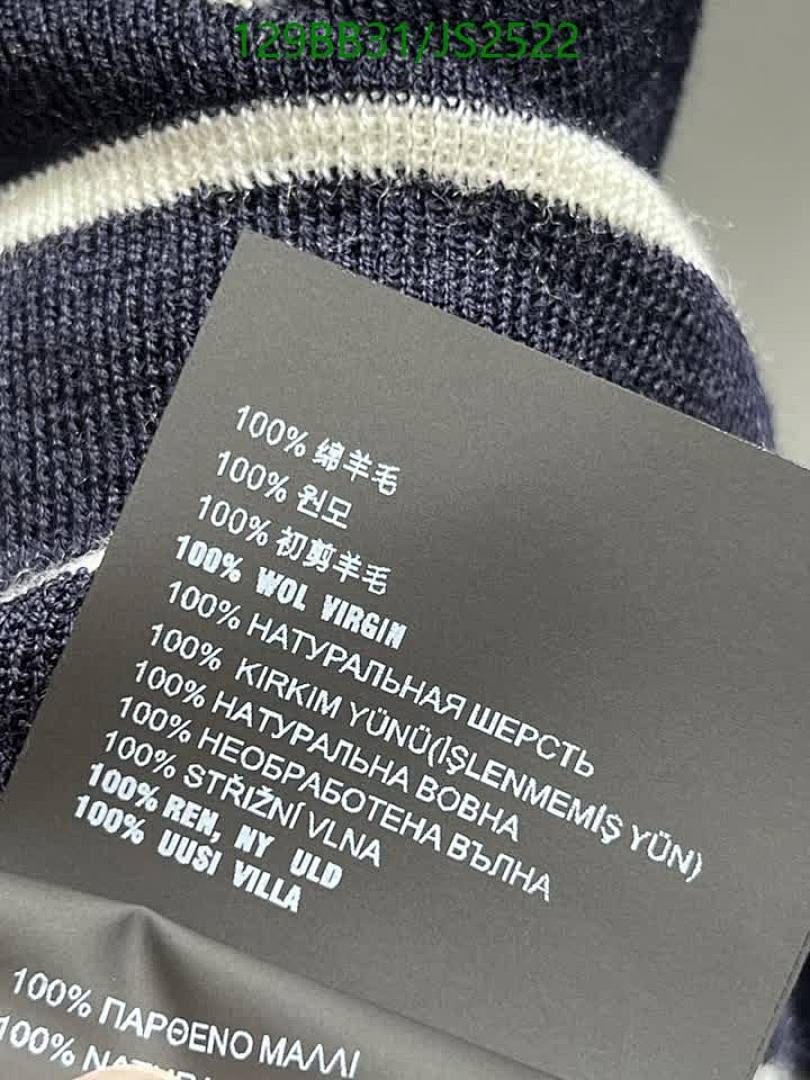 129BB31/JS2522
100% 绵羊毛
100% 원모
100% 初剪羊毛
100% WOL VIRGIN
100% НАТУРАЛЬНАЯ ШЕРСТЬ
100% KIRKIM YÜNÜ(İŞLENMEMİŞ YÜN)
100% НАТУРАЛЬНА ВОВНА
100% НЕОБРАБОТЕНА ВЪЛНА
100% STŘIŽNÍ VLNA
100% REN, NY ULD
100% UUSI VILLA
100% ΠΑΡΘΕΝΟ ΜΑΛΛΙ
100%